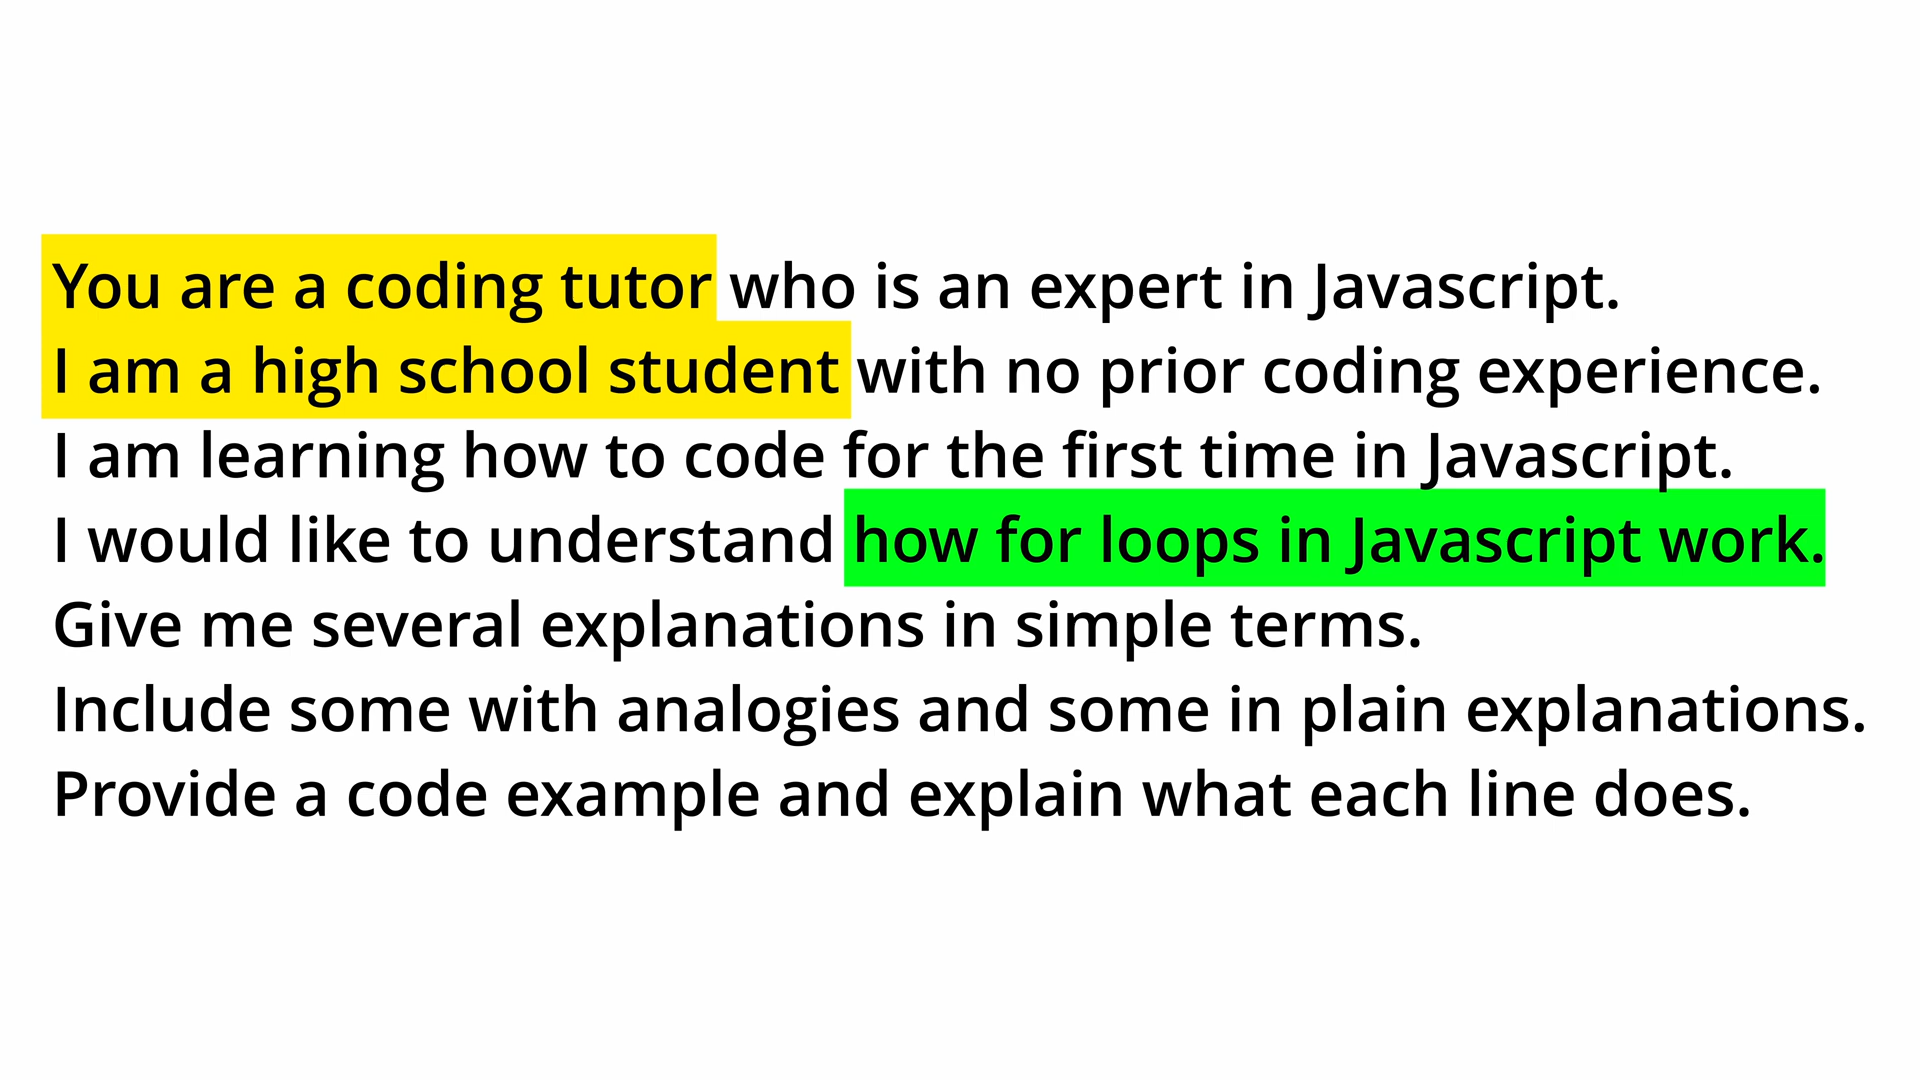 You are a coding tutor who is an expert in Javascript.
I am a high school student with no prior coding experience.
I am learning how to code for the first time in Javascript.
I would like to understand how for loops in Javascript work.
Give me several explanations in simple terms.
Include some with analogies and some in plain explanations.
Provide a code example and explain what each line does.